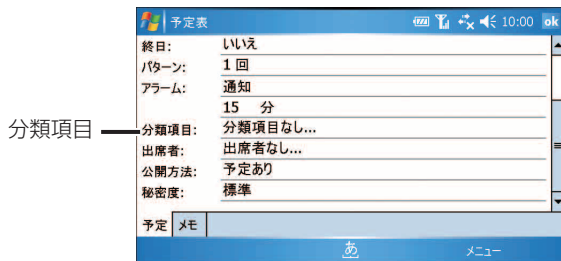 予定表 10:00 ok
終日: いいえ
パターン: 1 回
アラーム: 通知
15 分
分類項目
分類項目: 分類項目なし...
出席者: 出席者なし...
公開方法: 予定あり
秘密度: 標準
予定 メモ
あ メニュー